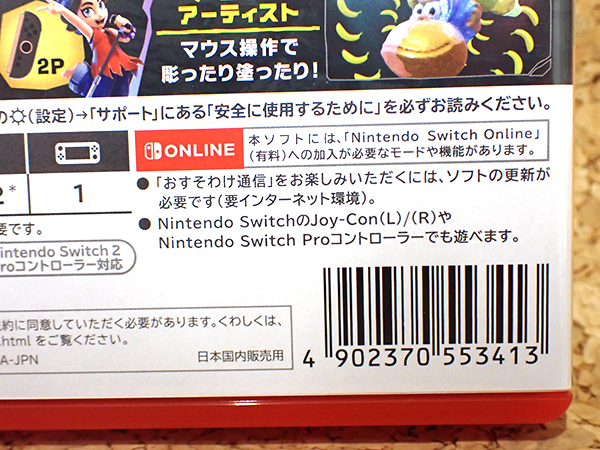 アーティスト
2P
マウス操作で
彫ったり塗ったり!
の(設定)→「サポート」にある「安全に使用するために」を必ずお読みください。
ONLINE
本ソフトには、「Nintendo Switch Online」
(有料)への加入が必要なモードや機能があります。
2*
1
● 「おすそわけ通信」をお楽しみいただくには、ソフトの更新が
必要です(要インターネット環境)。
● Nintendo SwitchのJoy-Con(L)/(R)や
Nintendo Switch Proコントローラーでも遊べます。
要です。
intendo Switch 2
Proコントローラー対応
規約に同意していただく必要があります。くわしくは、
.html をご覧ください。
A-JPN
日本国内販売用
4 902370 553413